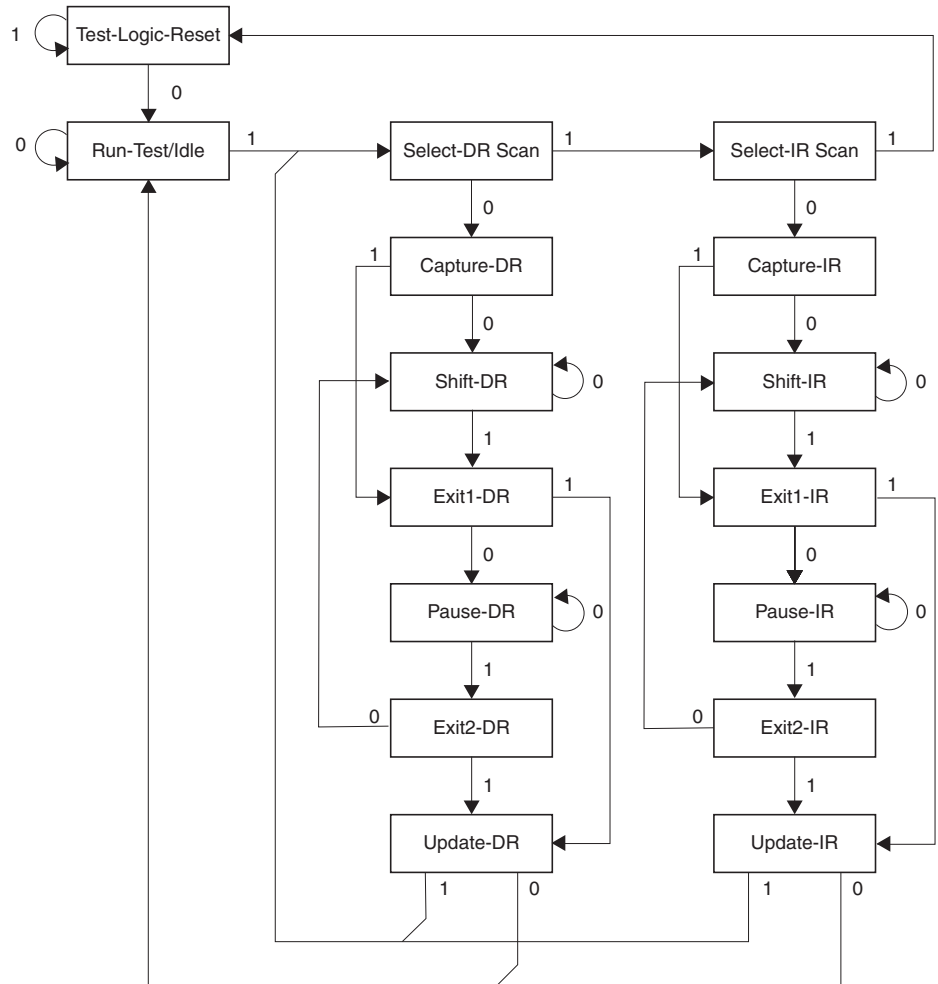 1
Test-Logic-Reset
0
0
Run-Test/Idle
1
Select-DR Scan
1
Select-IR Scan
1
0
0
1
Capture-DR
1
Capture-IR
0
0
Shift-DR
0
Shift-IR
0
1
1
Exit1-DR
1
Exit1-IR
1
0
0
Pause-DR
0
Pause-IR
0
1
1
0
Exit2-DR
0
Exit2-IR
1
1
Update-DR
Update-IR
1
0
1
0